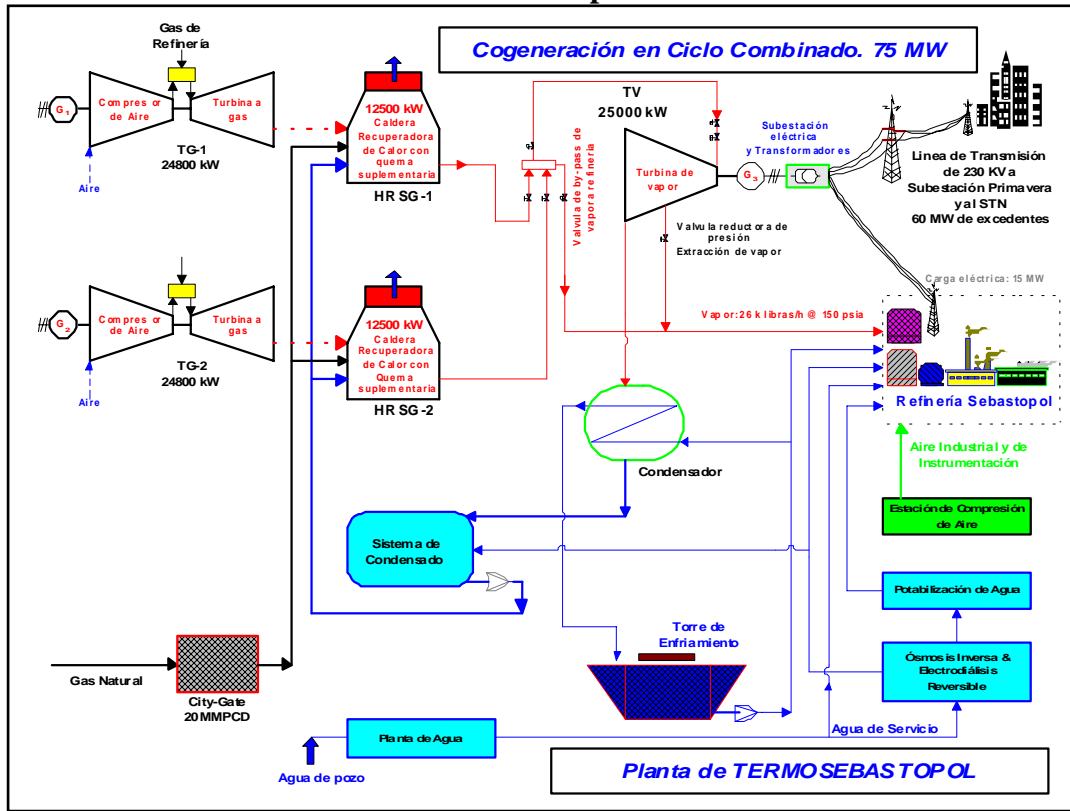 Cogeneración en Ciclo Combinado. 75 MW
Gas de
Refinería
G1
Compresor
de Aire
Turbina a
gas
TG-1
24800 kW
Aire
12500 kW
Caldera
Recuperadora
de Calor con
quema
suplementaria
HRSG-1
Valvula de by-pass de
vapor a refinería
TV
25000 kW
Turbina de
vapor
G3
Subestación
eléctrica
y Transformadores
Linea de Transmisión
de 230 KV a
Subestación Primavera
y al STN
60 MW de excedentes
Valvula reductora de
presión
Extracción de vapor
G2
Compresor
de Aire
Turbina a
gas
TG-2
24800 kW
Aire
12500 kW
Caldera
Recuperadora
de Calor con
Quema
suplementaria
HRSG-2
Carga eléctrica: 15 MW
Vapor: 26 k libras/h @ 150 psia
Refinería Sebastopol
Aire Industrial y de
Instrumentación
Condensador
Estación de Compresión
de Aire
Sistema de
Condensado
Potabilización de Agua
Torre de
Enfriamiento
Ósmosis Inversa &
Electrodiálisis
Reversible
Gas Natural
City-Gate
20MMPCD
Planta de Agua
Agua de Servicio
Agua de pozo
Planta de TERMOSEBASTOPOL